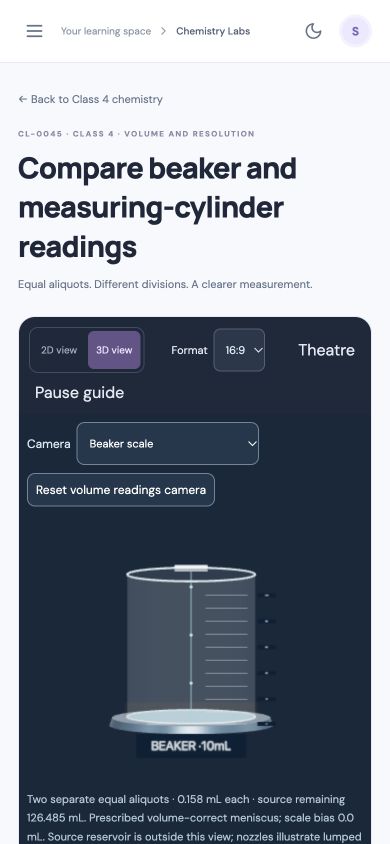 Your learning space > Chemistry Labs
S
← Back to Class 4 chemistry
CL-0045 · CLASS 4 · VOLUME AND RESOLUTION
Compare beaker and
measuring-cylinder
readings
Equal aliquots. Different divisions. A clearer measurement.
2D view 3D view Format 16:9 Theatre
Pause guide
Camera Beaker scale
Reset volume readings camera
BEAKER ·10mL
Two separate equal aliquots · 0.158 mL each · source remaining
126.485 mL. Prescribed volume-correct meniscus; scale bias 0.0
mL. Source reservoir is outside this view; nozzles illustrate lumped